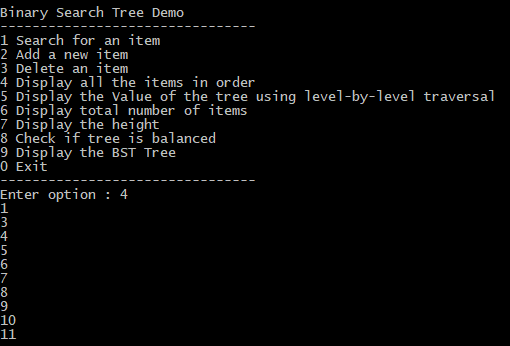 Binary Search Tree Demo
--------------------------------
1 Search for an item
2 Add a new item
3 Delete an item
4 Display all the items in order
5 Display the Value of the tree using level-by-level traversal
6 Display total number of items
7 Display the height
8 Check if tree is balanced
9 Display the BST Tree
0 Exit
--------------------------------
Enter option : 4
1
3
4
5
6
7
8
9
10
11